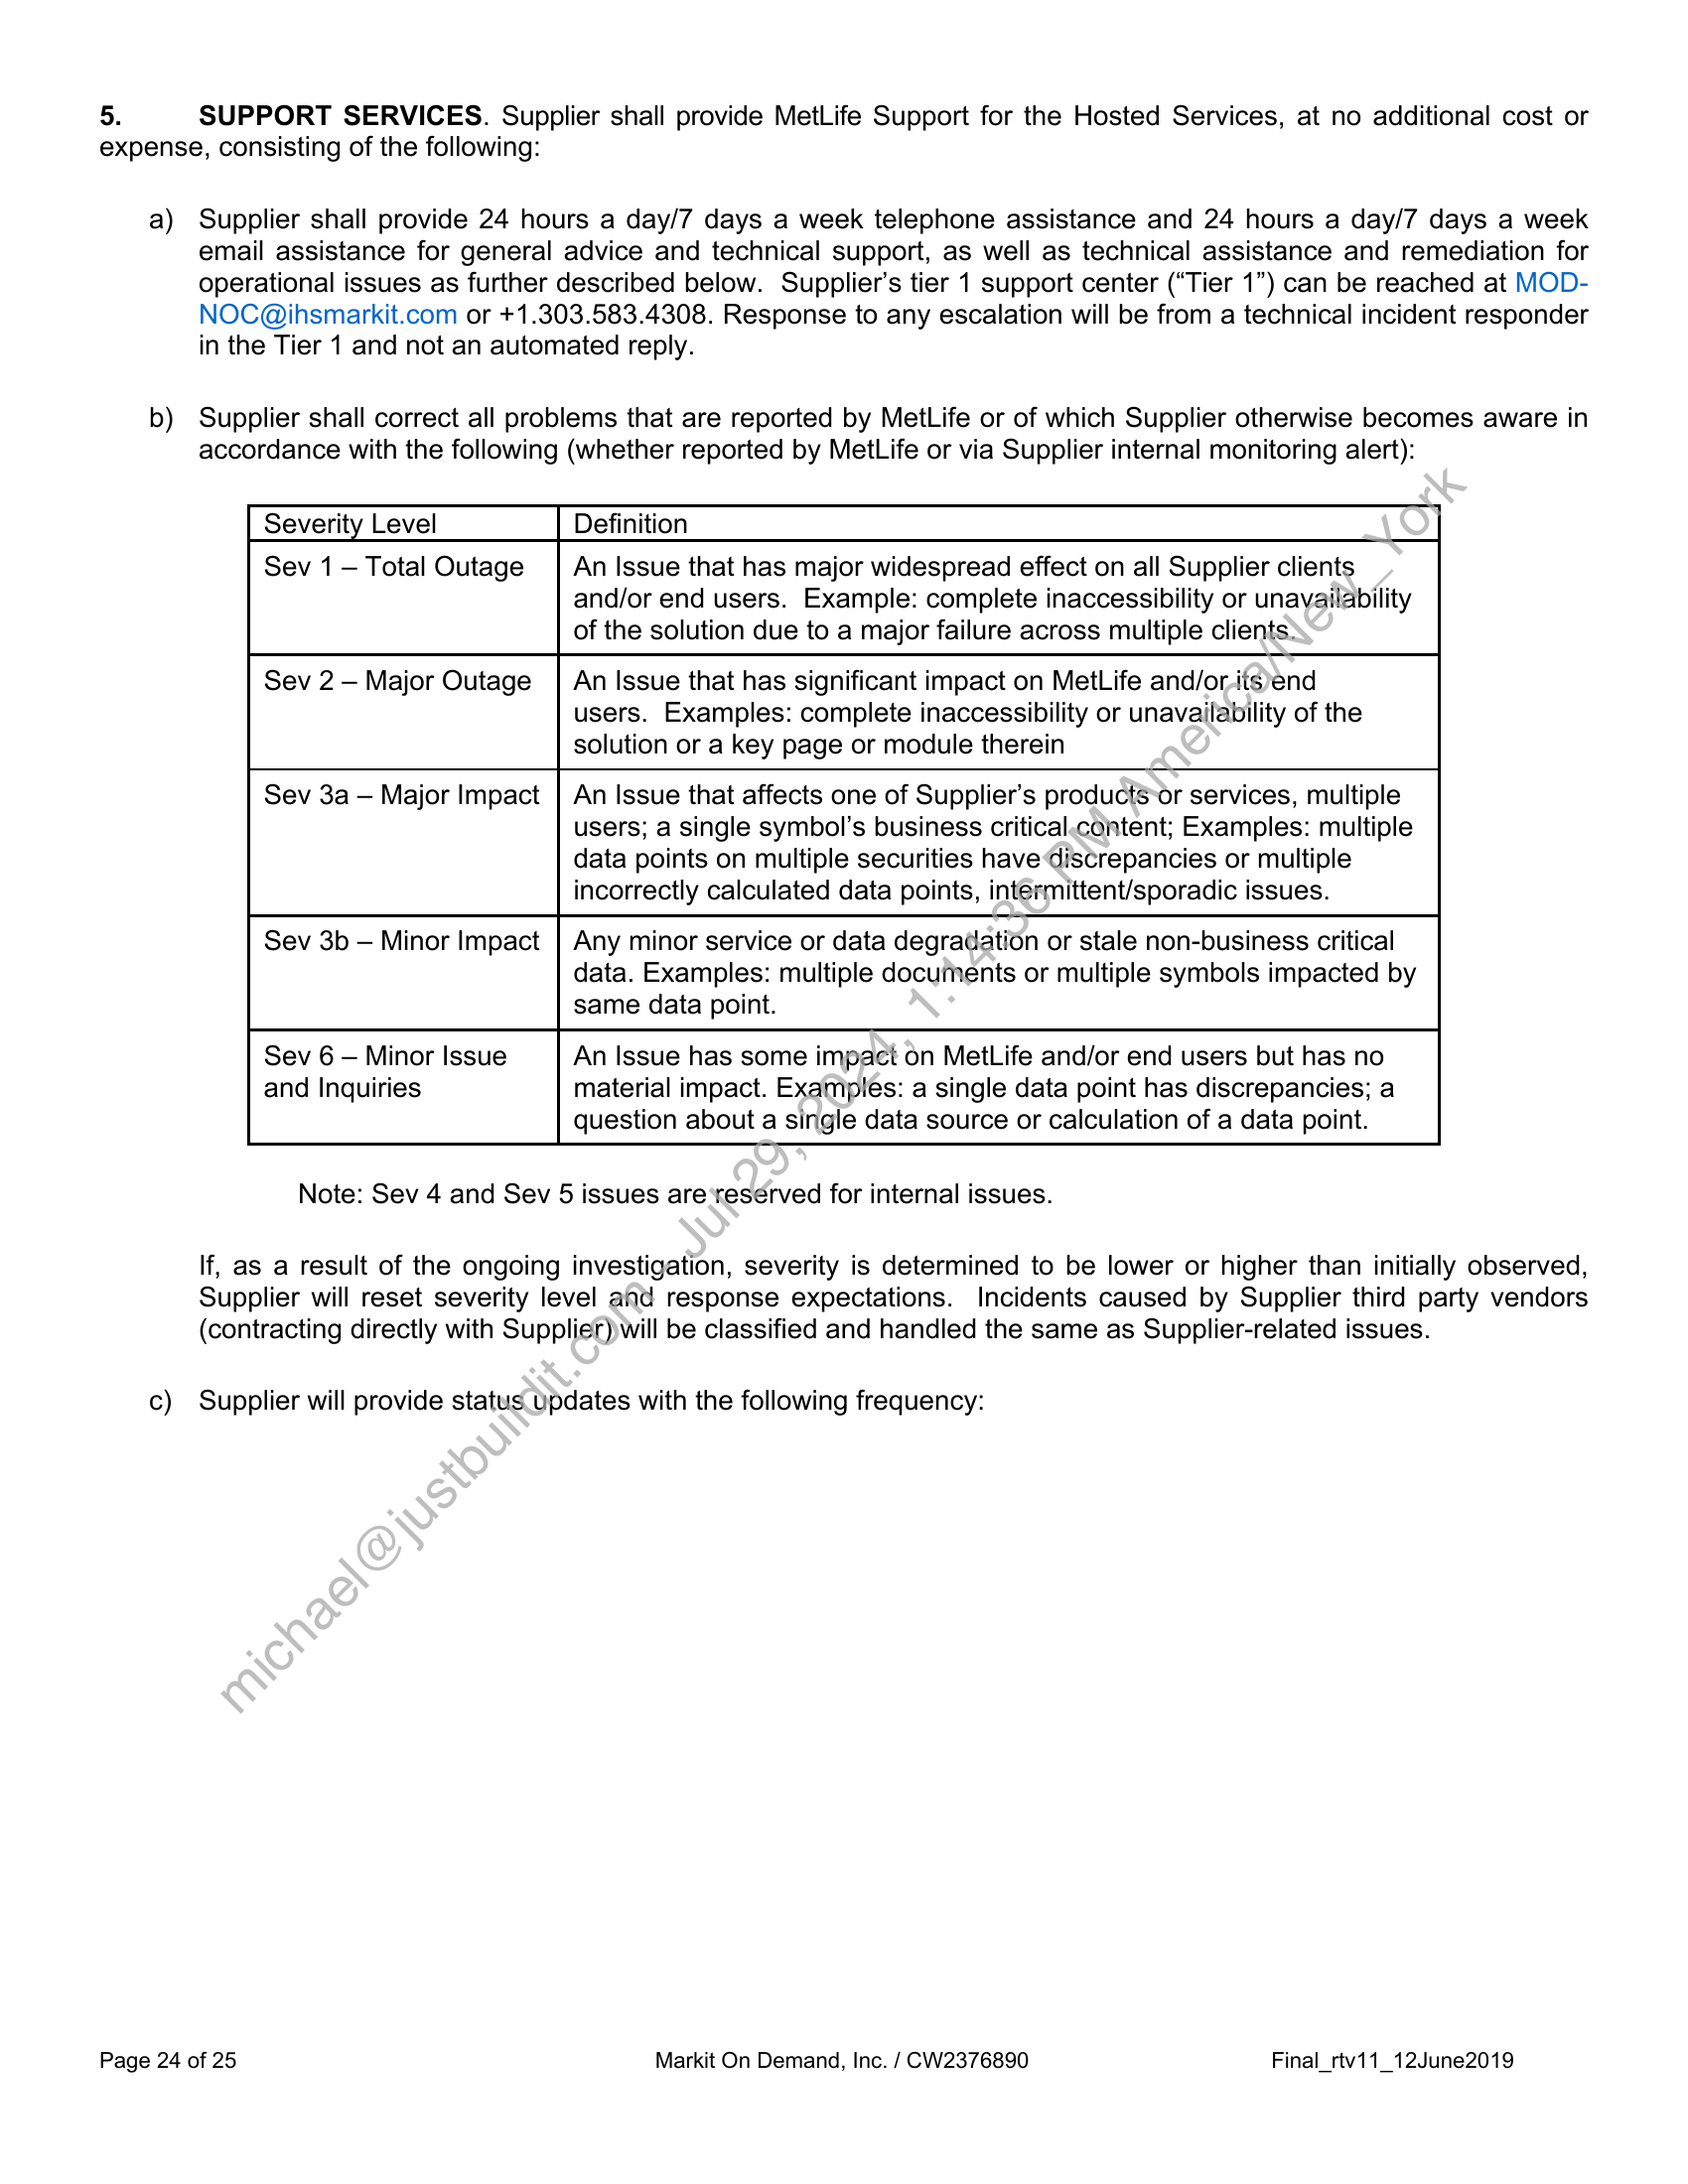 5. SUPPORT SERVICES. Supplier shall provide MetLife Support for the Hosted Services, at no additional cost or
expense, consisting of the following:
a) Supplier shall provide 24 hours a day/7 days a week telephone assistance and 24 hours a day/7 days a week
email assistance for general advice and technical support, as well as technical assistance and remediation for
operational issues as further described below. Supplier’s tier 1 support center (“Tier 1”) can be reached at MOD-
NOC@ihsmarkit.com or +1.303.583.4308. Response to any escalation will be from a technical incident responder
in the Tier 1 and not an automated reply.
b) Supplier shall correct all problems that are reported by MetLife or of which Supplier otherwise becomes aware in
accordance with the following (whether reported by MetLife or via Supplier internal monitoring alert):
Severity Level Definition
Sev 1 – Total Outage An Issue that has major widespread effect on all Supplier clients
and/or end users. Example: complete inaccessibility or unavailability
of the solution due to a major failure across multiple clients.
Sev 2 – Major Outage An Issue that has significant impact on MetLife and/or its end
users. Examples: complete inaccessibility or unavailability of the
solution or a key page or module therein
Sev 3a – Major Impact An Issue that affects one of Supplier’s products or services, multiple
users; a single symbol’s business critical content; Examples: multiple
data points on multiple securities have discrepancies or multiple
incorrectly calculated data points, intermittent/sporadic issues.
Sev 3b – Minor Impact Any minor service or data degradation or stale non-business critical
data. Examples: multiple documents or multiple symbols impacted by
same data point.
Sev 6 – Minor Issue An Issue has some impact on MetLife and/or end users but has no
and Inquiries material impact. Examples: a single data point has discrepancies; a
question about a single data source or calculation of a data point.
Note: Sev 4 and Sev 5 issues are reserved for internal issues.
If, as a result of the ongoing investigation, severity is determined to be lower or higher than initially observed,
Supplier will reset severity level and response expectations. Incidents caused by Supplier third party vendors
(contracting directly with Supplier) will be classified and handled the same as Supplier-related issues.
c) Supplier will provide status updates with the following frequency:
michael@justbuildit.com - Jul 29, 2024, 1:14:36 PM America/New_York
Page 24 of 25 Markit On Demand, Inc. / CW2376890 Final_rtv11_12June2019